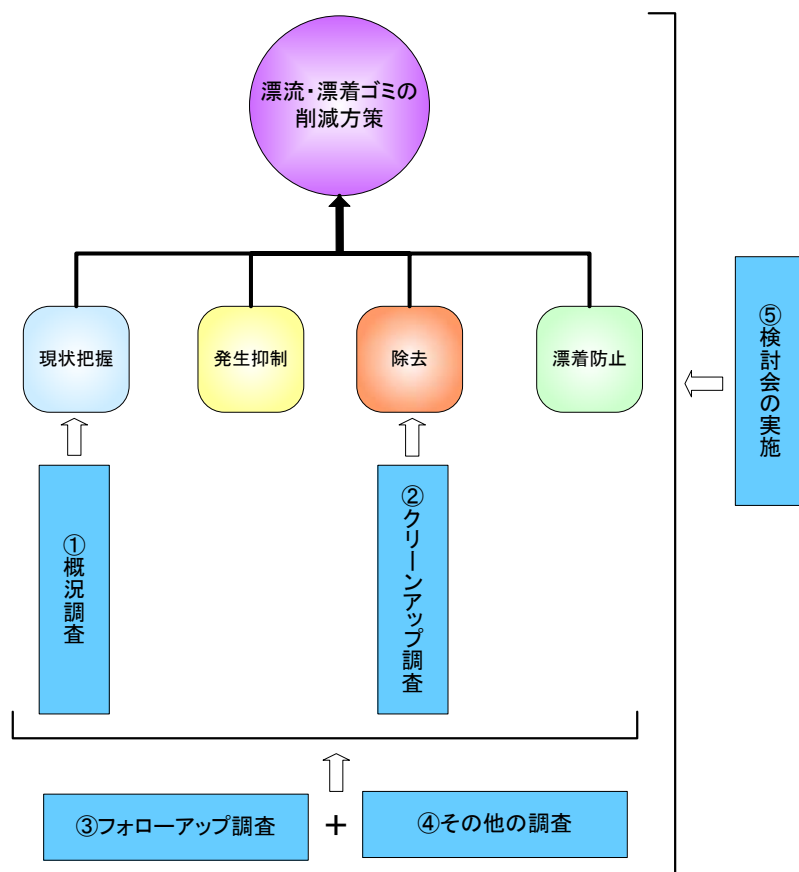 漂流・漂着ゴミの
削減方策
現状把握
発生抑制
除去
漂着防止
①概況調査
②クリーンアップ調査
⑤検討会の実施
③フォローアップ調査
+
④その他の調査